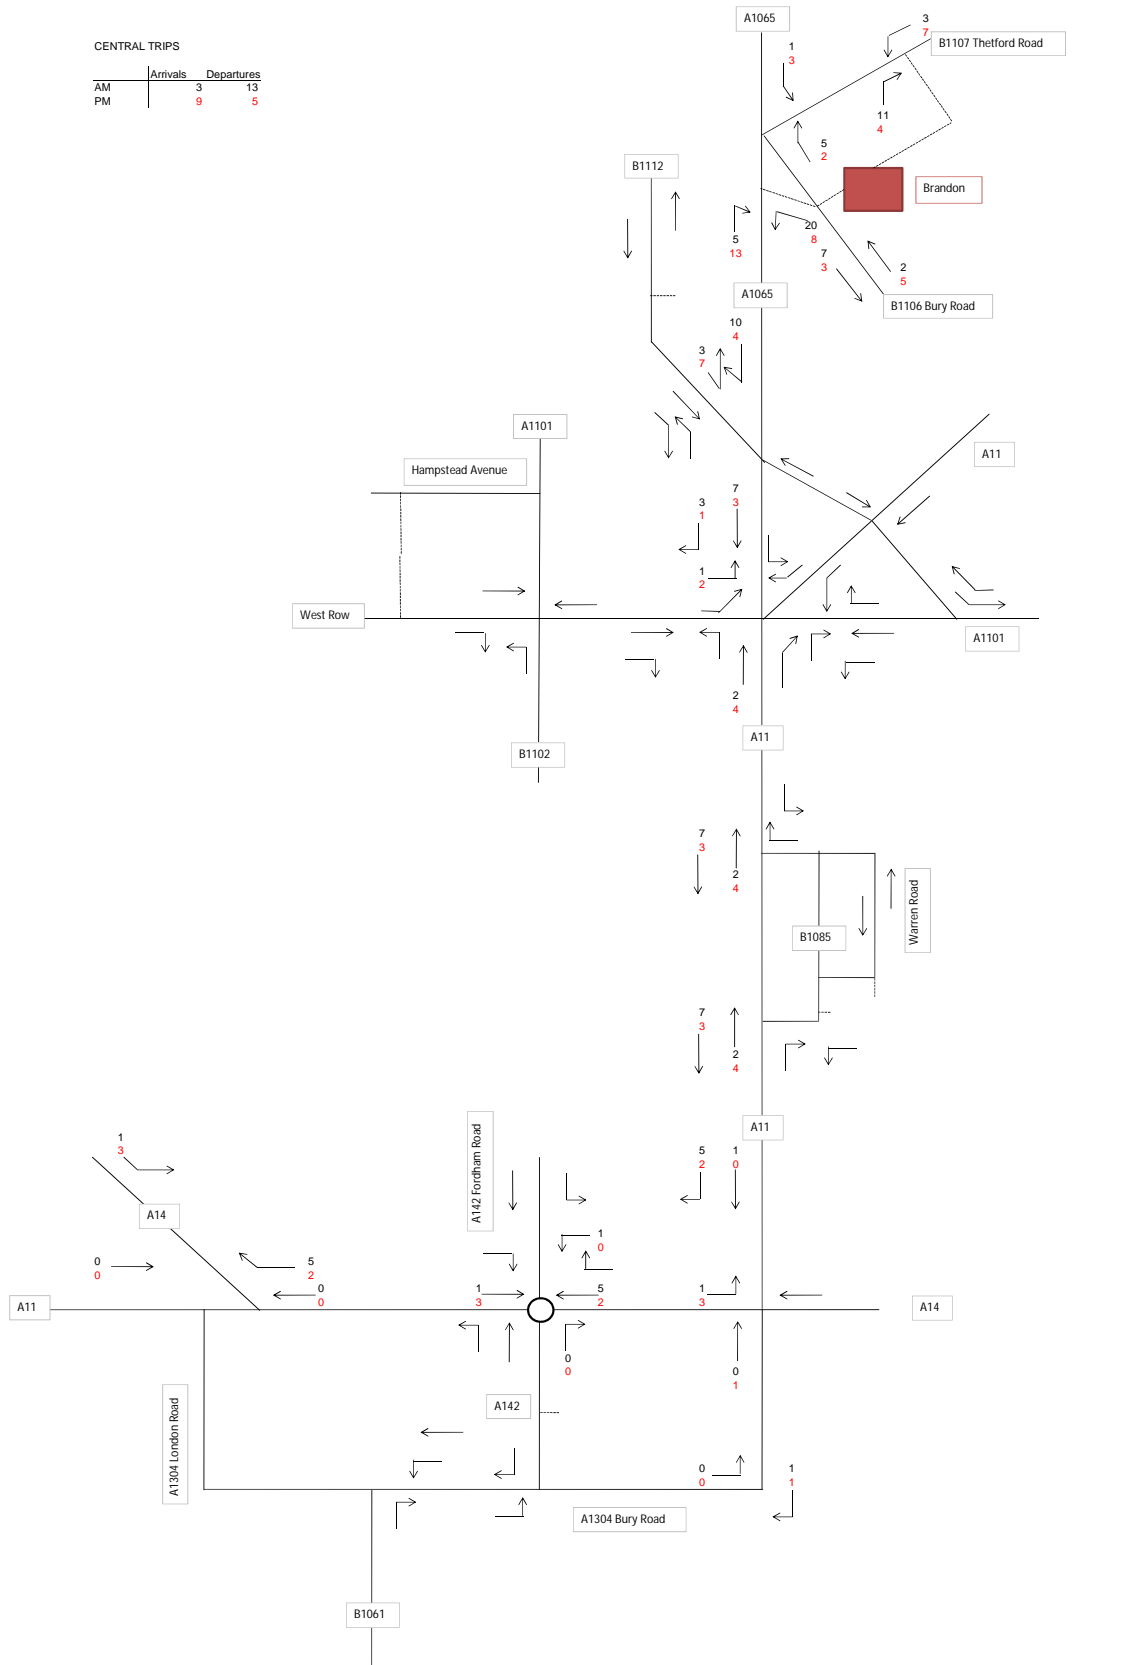 A1065
3
7
B1107 Thetford Road
CENTRAL TRIPS
1
3
Arrivals Departures
AM 3 13
PM 9 5
11
4
5
2
B1112
Brandon
20
8
5
13
7
3
2
5
A1065
B1106 Bury Road
10
4
3
7
A1101
A11
Hampstead Avenue
7
3
3
1
1
2
West Row
A1101
2
4
A11
B1102
7
3
2
4
Warren Road
B1085
7
3
2
4
A11
A142 Fordham Road
1
3
5
2
1
0
A14
1
0
0
0
5
2
0
0
1
3
5
2
1
3
A11
A14
0
0
0
1
A142
A1304 London Road
0
0
1
1
A1304 Bury Road
B1061